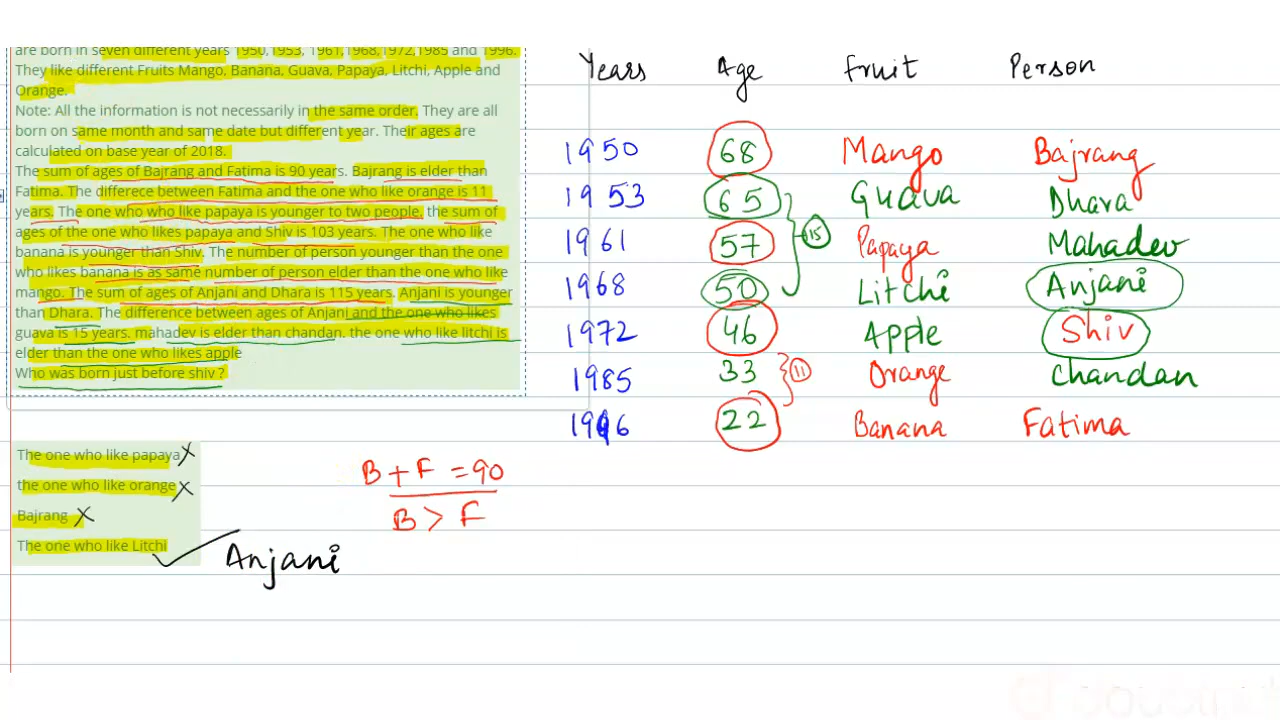 are born in seven different years 1950, 1953, 1961,1968,1972,1985 and 1996.
They like different Fruits Mango, Banana, Guava, Papaya, Litchi, Apple and
Orange.
Note: All the information is not necessarily in the same order. They are all
born on same month and same date but different year. Their ages are
calculated on base year of 2018.
The sum of ages of Bajrang and Fatima is 90 years. Bajrang is elder than
Fatima. The differece between Fatima and the one who like orange is 11
years. The one who who like papaya is younger to two people. the sum of
ages of the one who likes papaya and Shiv is 103 years. The one who like
banana is younger than Shiv. The number of person younger than the one
who likes banana is as same number of person elder than the one who like
mango. The sum of ages of Anjani and Dhara is 115 years. Anjani is younger
than Dhara. The difference between ages of Anjani and the one who likes
guava is 15 years. mahadev is elder than chandan. the one who like litchi is
elder than the one who likes apple
Who was born just before shiv ?
The one who like papaya X
the one who like orange X
Bajrang X
The one who like Litchi ✓ Anjani
B + F = 90
B > F
Years Age Fruit Person
1950 68 Mango Bajrang
1953 65 Guava Dhara
15
1961 57 Papaya Mahadev
1968 50 Litchi Anjani
1972 46 Apple Shiv
1985 33 11 Orange Chandan
1996 22 Banana Fatima